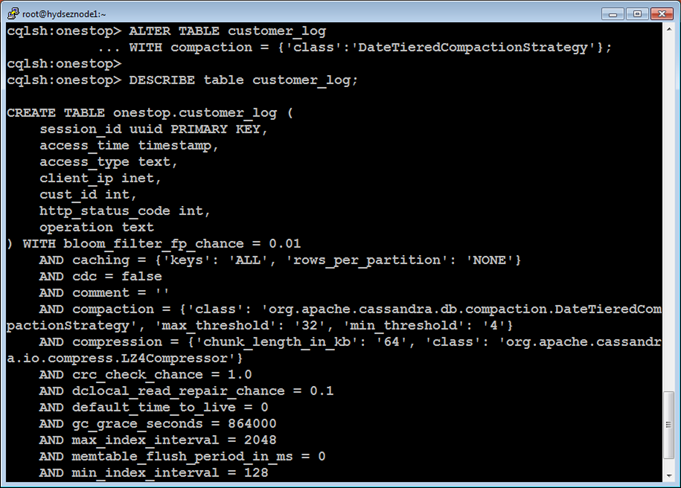 root@hydseznode1:~
cqlsh:onestop> ALTER TABLE customer_log
... WITH compaction = {'class':'DateTieredCompactionStrategy'};
cqlsh:onestop>
cqlsh:onestop> DESCRIBE table customer_log;
CREATE TABLE onestop.customer_log (
session_id uuid PRIMARY KEY,
access_time timestamp,
access_type text,
client_ip inet,
cust_id int,
http_status_code int,
operation text
) WITH bloom_filter_fp_chance = 0.01
AND caching = {'keys': 'ALL', 'rows_per_partition': 'NONE'}
AND cdc = false
AND comment = ''
AND compaction = {'class': 'org.apache.cassandra.db.compaction.DateTieredCom
pactionStrategy', 'max_threshold': '32', 'min_threshold': '4'}
AND compression = {'chunk_length_in_kb': '64', 'class': 'org.apache.cassandr
a.io.compress.LZ4Compressor'}
AND crc_check_chance = 1.0
AND dclocal_read_repair_chance = 0.1
AND default_time_to_live = 0
AND gc_grace_seconds = 864000
AND max_index_interval = 2048
AND memtable_flush_period_in_ms = 0
AND min_index_interval = 128